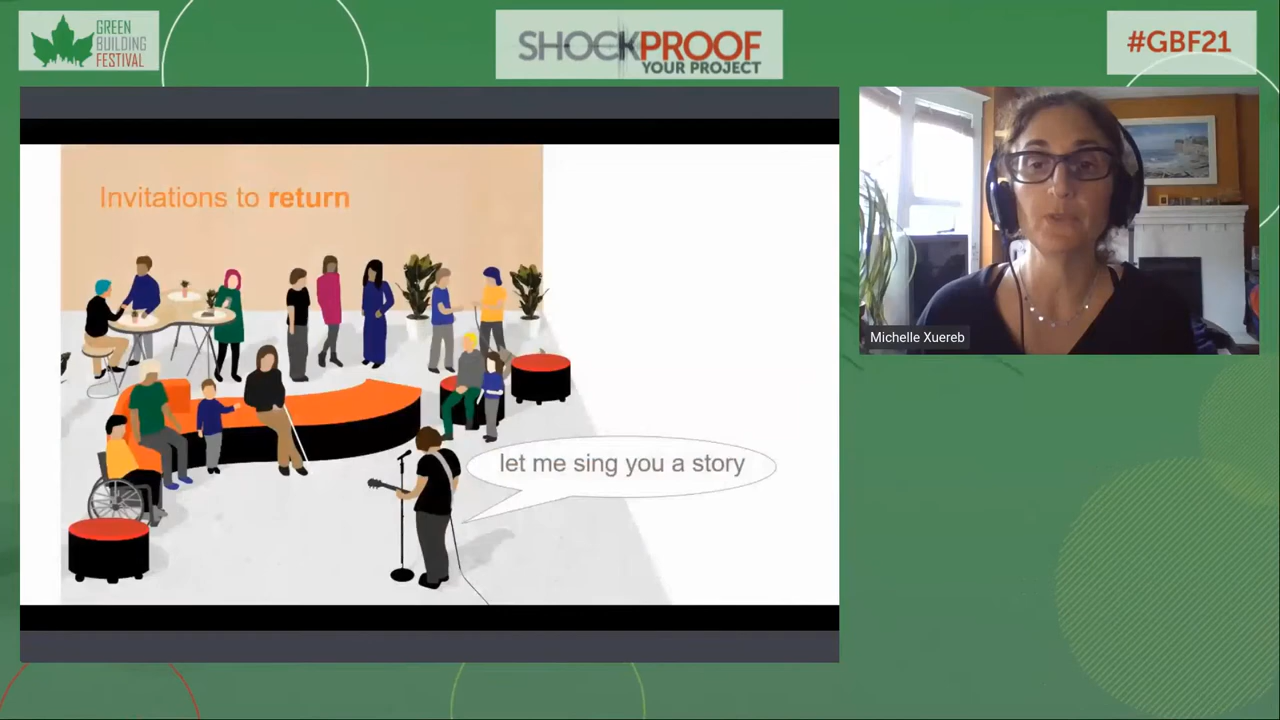 GREEN
BUILDING
FESTIVAL
SHOCKPROOF
YOUR PROJECT
#GBF21
Invitations to return
let me sing you a story
Michelle Xuereb